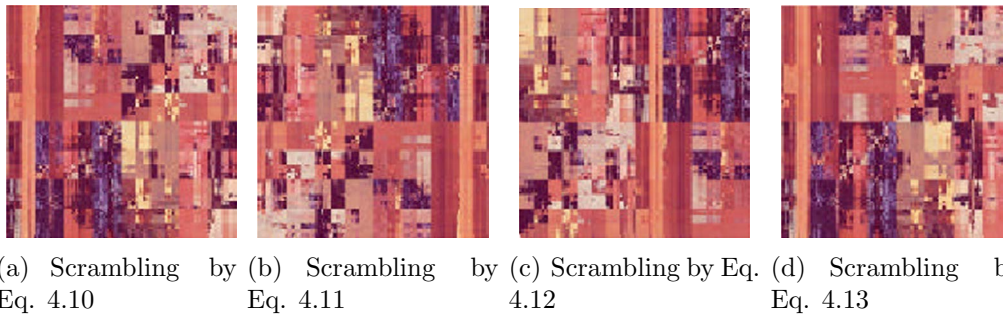 (a) Scrambling by
Eq. 4.10
(b) Scrambling by
Eq. 4.11
(c) Scrambling by Eq.
4.12
(d) Scrambling b
Eq. 4.13